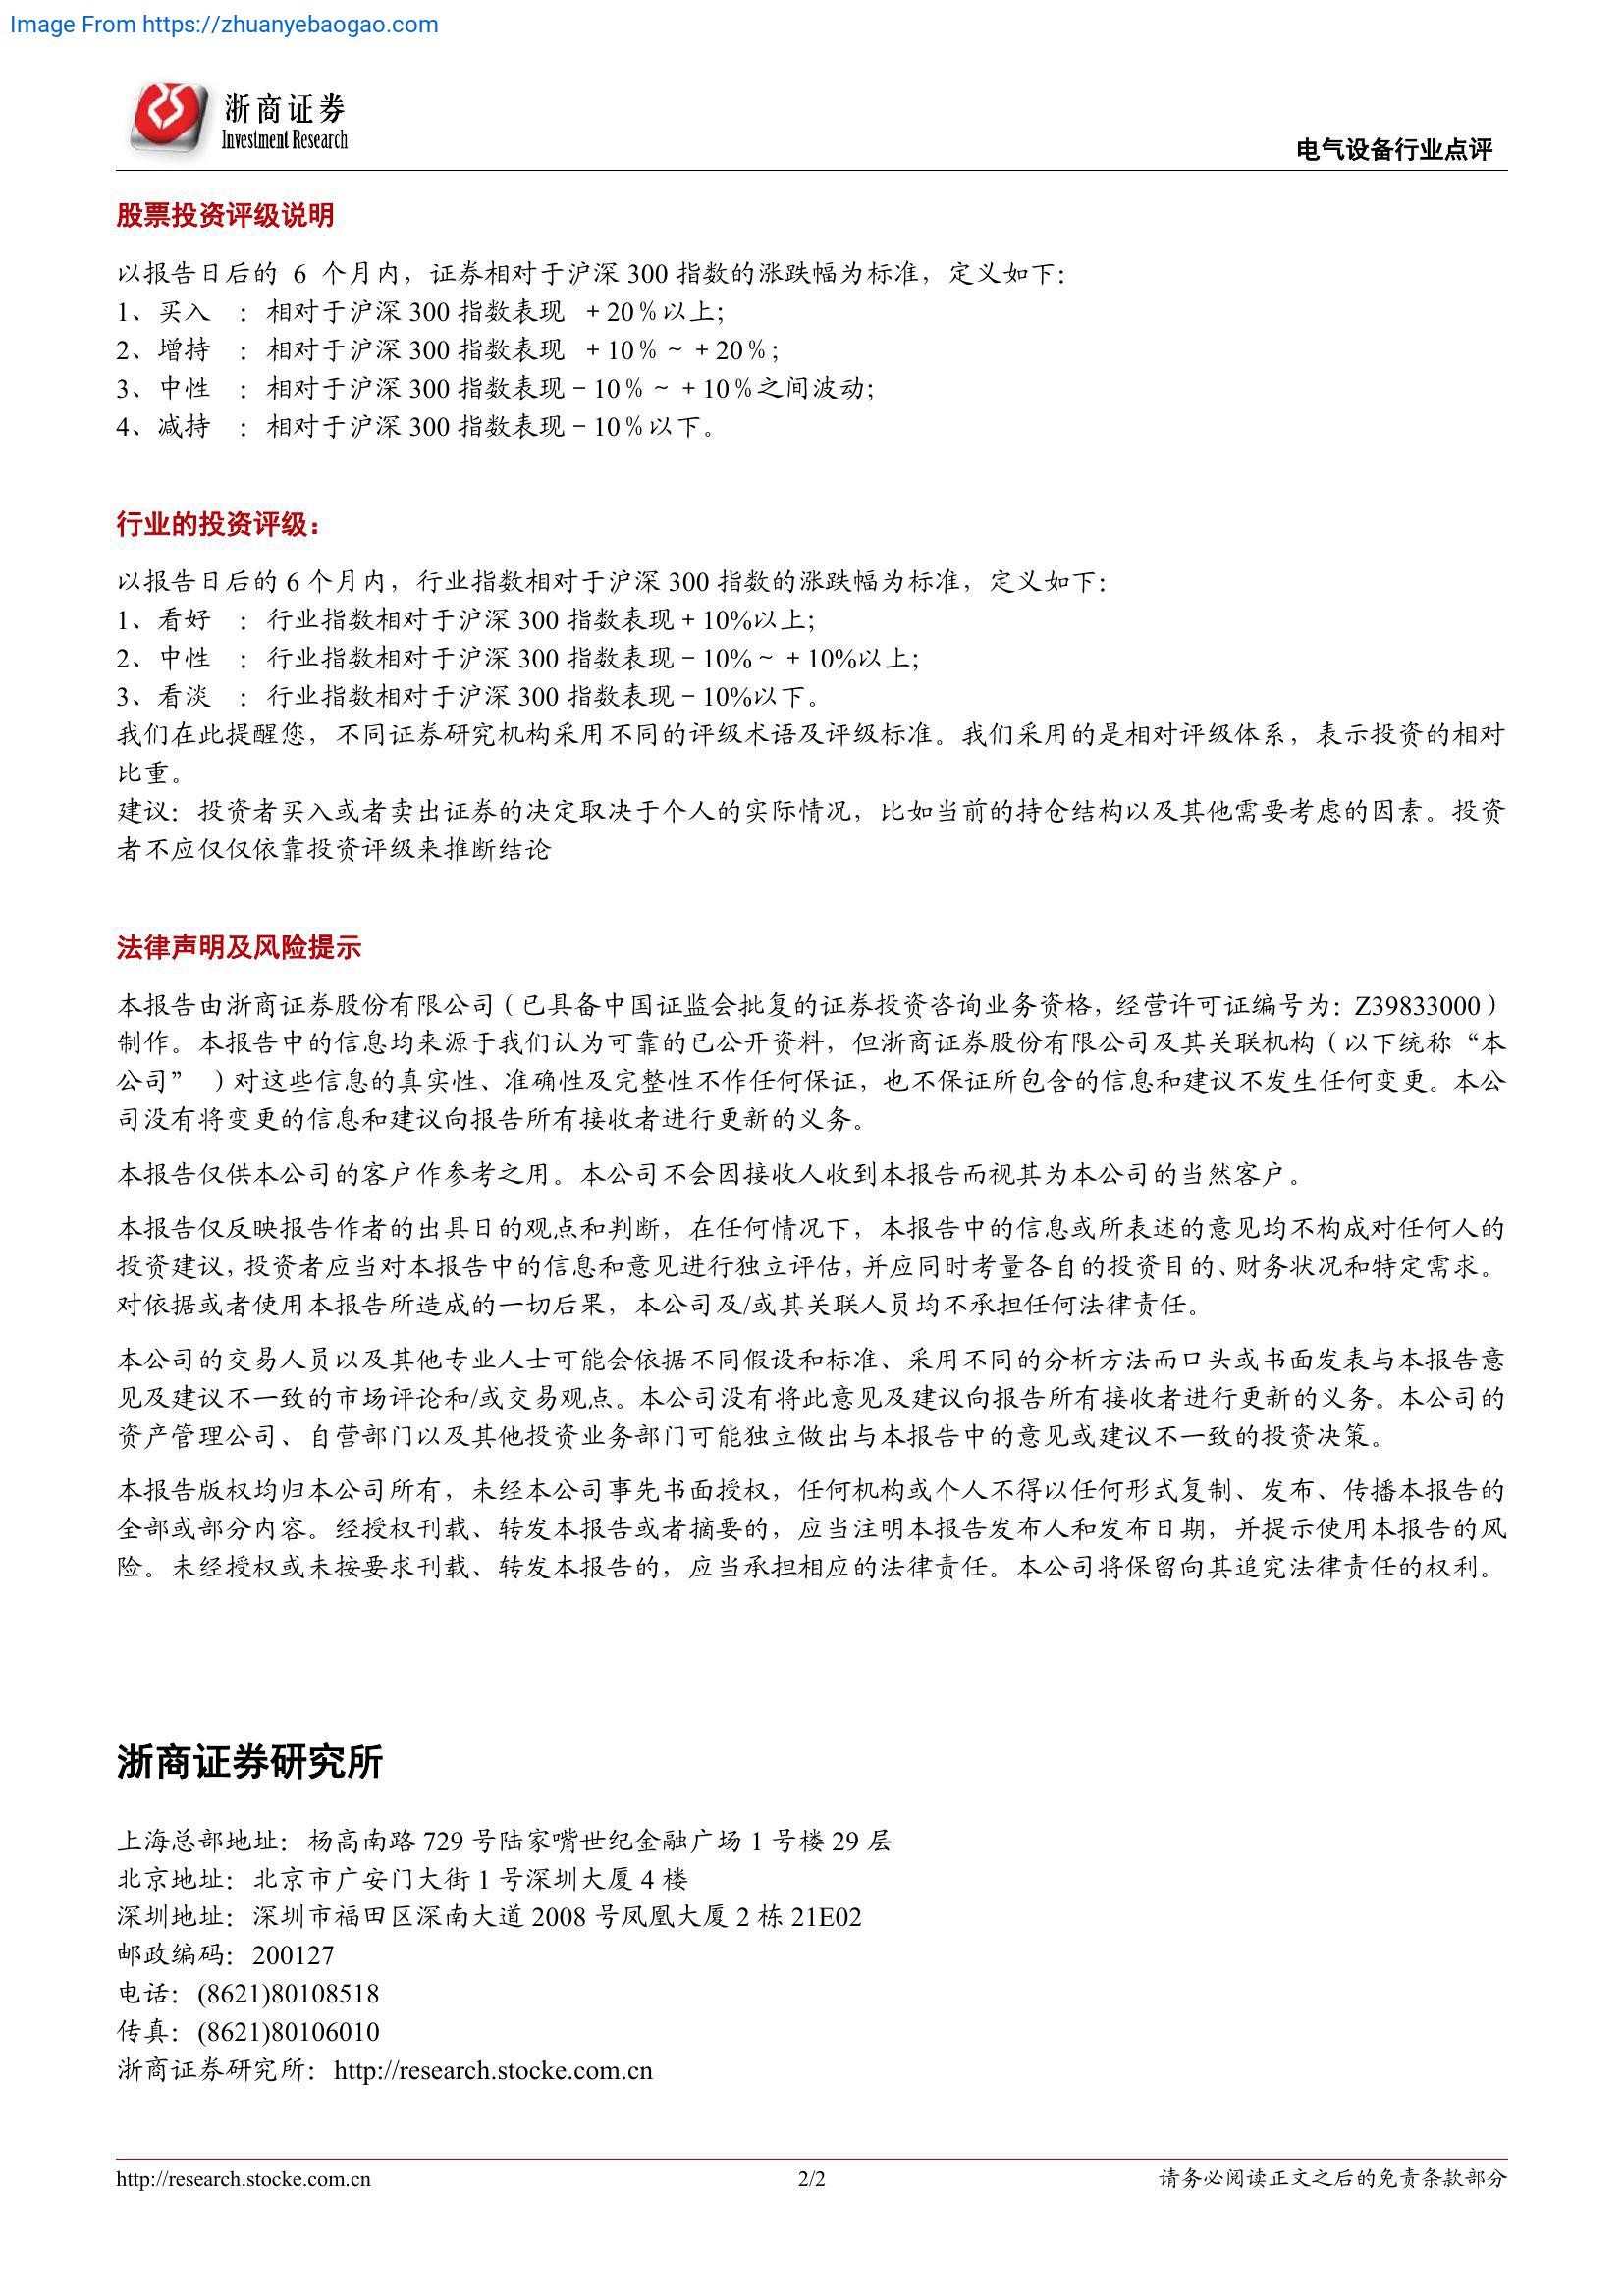 Image From https://zhuanyebaogao.com
浙商证券
Investment Research
电气设备行业点评
股票投资评级说明
以报告日后的 6 个月内，证券相对于沪深 300 指数的涨跌幅为标准，定义如下：
1、买入 ：相对于沪深 300 指数表现 ＋20％以上；
2、增持 ：相对于沪深 300 指数表现 ＋10％～＋20％；
3、中性 ：相对于沪深 300 指数表现－10％～＋10％之间波动；
4、减持 ：相对于沪深 300 指数表现－10％以下。
行业的投资评级：
以报告日后的 6 个月内，行业指数相对于沪深 300 指数的涨跌幅为标准，定义如下：
1、看好 ：行业指数相对于沪深 300 指数表现＋10%以上；
2、中性 ：行业指数相对于沪深 300 指数表现－10%～＋10%以上；
3、看淡 ：行业指数相对于沪深 300 指数表现－10%以下。
我们在此提醒您，不同证券研究机构采用不同的评级术语及评级标准。我们采用的是相对评级体系，表示投资的相对
比重。
建议：投资者买入或者卖出证券的决定取决于个人的实际情况，比如当前的持仓结构以及其他需要考虑的因素。投资
者不应仅仅依靠投资评级来推断结论
法律声明及风险提示
本报告由浙商证券股份有限公司（已具备中国证监会批复的证券投资咨询业务资格，经营许可证编号为：Z39833000）
制作。本报告中的信息均来源于我们认为可靠的已公开资料，但浙商证券股份有限公司及其关联机构（以下统称“本
公司” ）对这些信息的真实性、准确性及完整性不作任何保证，也不保证所包含的信息和建议不发生任何变更。本公
司没有将变更的信息和建议向报告所有接收者进行更新的义务。
本报告仅供本公司的客户作参考之用。本公司不会因接收人收到本报告而视其为本公司的当然客户。
本报告仅反映报告作者的出具日的观点和判断，在任何情况下，本报告中的信息或所表述的意见均不构成对任何人的
投资建议，投资者应当对本报告中的信息和意见进行独立评估，并应同时考量各自的投资目的、财务状况和特定需求。
对依据或者使用本报告所造成的一切后果，本公司及/或其关联人员均不承担任何法律责任。
本公司的交易人员以及其他专业人士可能会依据不同假设和标准、采用不同的分析方法而口头或书面发表与本报告意
见及建议不一致的市场评论和/或交易观点。本公司没有将此意见及建议向报告所有接收者进行更新的义务。本公司的
资产管理公司、自营部门以及其他投资业务部门可能独立做出与本报告中的意见或建议不一致的投资决策。
本报告版权均归本公司所有，未经本公司事先书面授权，任何机构或个人不得以任何形式复制、发布、传播本报告的
全部或部分内容。经授权刊载、转发本报告或者摘要的，应当注明本报告发布人和发布日期，并提示使用本报告的风
险。未经授权或未按要求刊载、转发本报告的，应当承担相应的法律责任。本公司将保留向其追究法律责任的权利。
浙商证券研究所
上海总部地址：杨高南路 729 号陆家嘴世纪金融广场 1 号楼 29 层
北京地址：北京市广安门大街 1 号深圳大厦 4 楼
深圳地址：深圳市福田区深南大道 2008 号凤凰大厦 2 栋 21E02
邮政编码：200127
电话：(8621)80108518
传真：(8621)80106010
浙商证券研究所：http://research.stocke.com.cn
http://research.stocke.com.cn 2/2 请务必阅读正文之后的免责条款部分